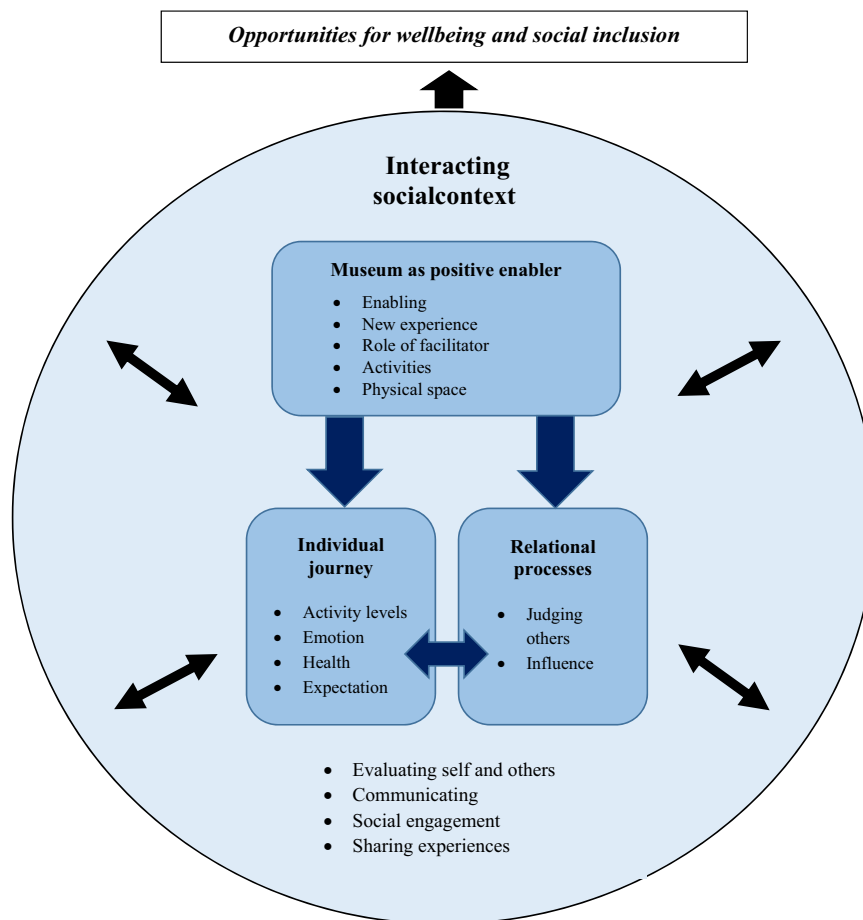 Opportunities for wellbeing and social inclusion
Interacting
socialcontext
Museum as positive enabler
• Enabling
• New experience
• Role of facilitator
• Activities
• Physical space
Individual
journey
• Activity levels
• Emotion
• Health
• Expectation
Relational
processes
• Judging
others
• Influence
• Evaluating self and others
• Communicating
• Social engagement
• Sharing experiences